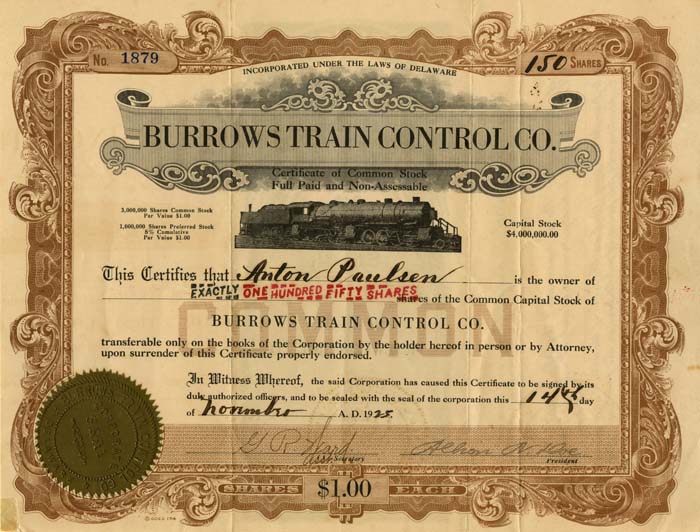 No. 1879
150 SHARES
INCORPORATED UNDER THE LAWS OF DELAWARE
BURROWS TRAIN CONTROL CO.
Certificate of Common Stock
Full Paid and Non-Assessable
3,000,000 Shares Common Stock
Par Value $1.00
1,000,000 Shares Preferred Stock
8% Cumulative
Par Value $1.00
Capital Stock
$4,000,000.00
This Certifies that Anton Paulsen is the owner of
EXACTLY ONE HUNDRED FIFTY SHARES shares of the Common Capital Stock of
COMMON
BURROWS TRAIN CONTROL CO.
transferable only on the books of the Corporation by the holder hereof in person or by Attorney,
upon surrender of this Certificate properly endorsed.
In Witness Whereof, the said Corporation has caused this Certificate to be signed by its
duly authorized officers, and to be sealed with the seal of the corporation this 14th day
of November A. D. 1925.
G R Ward
Asst Secretary
President
SHARES $1.00 EACH
© GOES